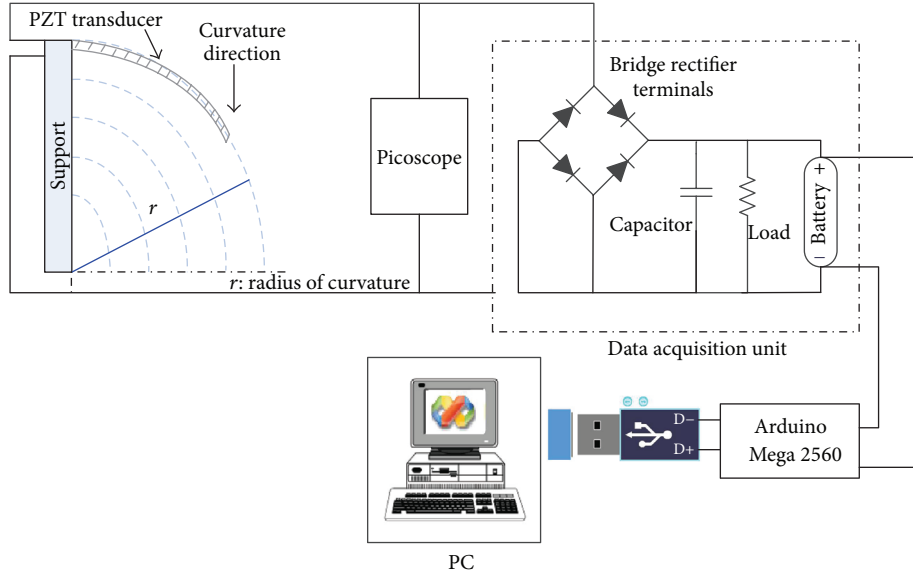 PZT transducer
Curvature
direction
Support
r
r: radius of curvature
Picoscope
Bridge rectifier
terminals
Capacitor
Load
− Battery +
Data acquisition unit
D−
D+
Arduino
Mega 2560
PC